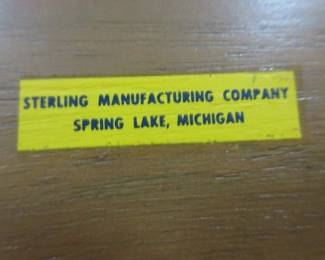 STERLING MANUFACTURING COMPANY
SPRING LAKE, MICHIGAN